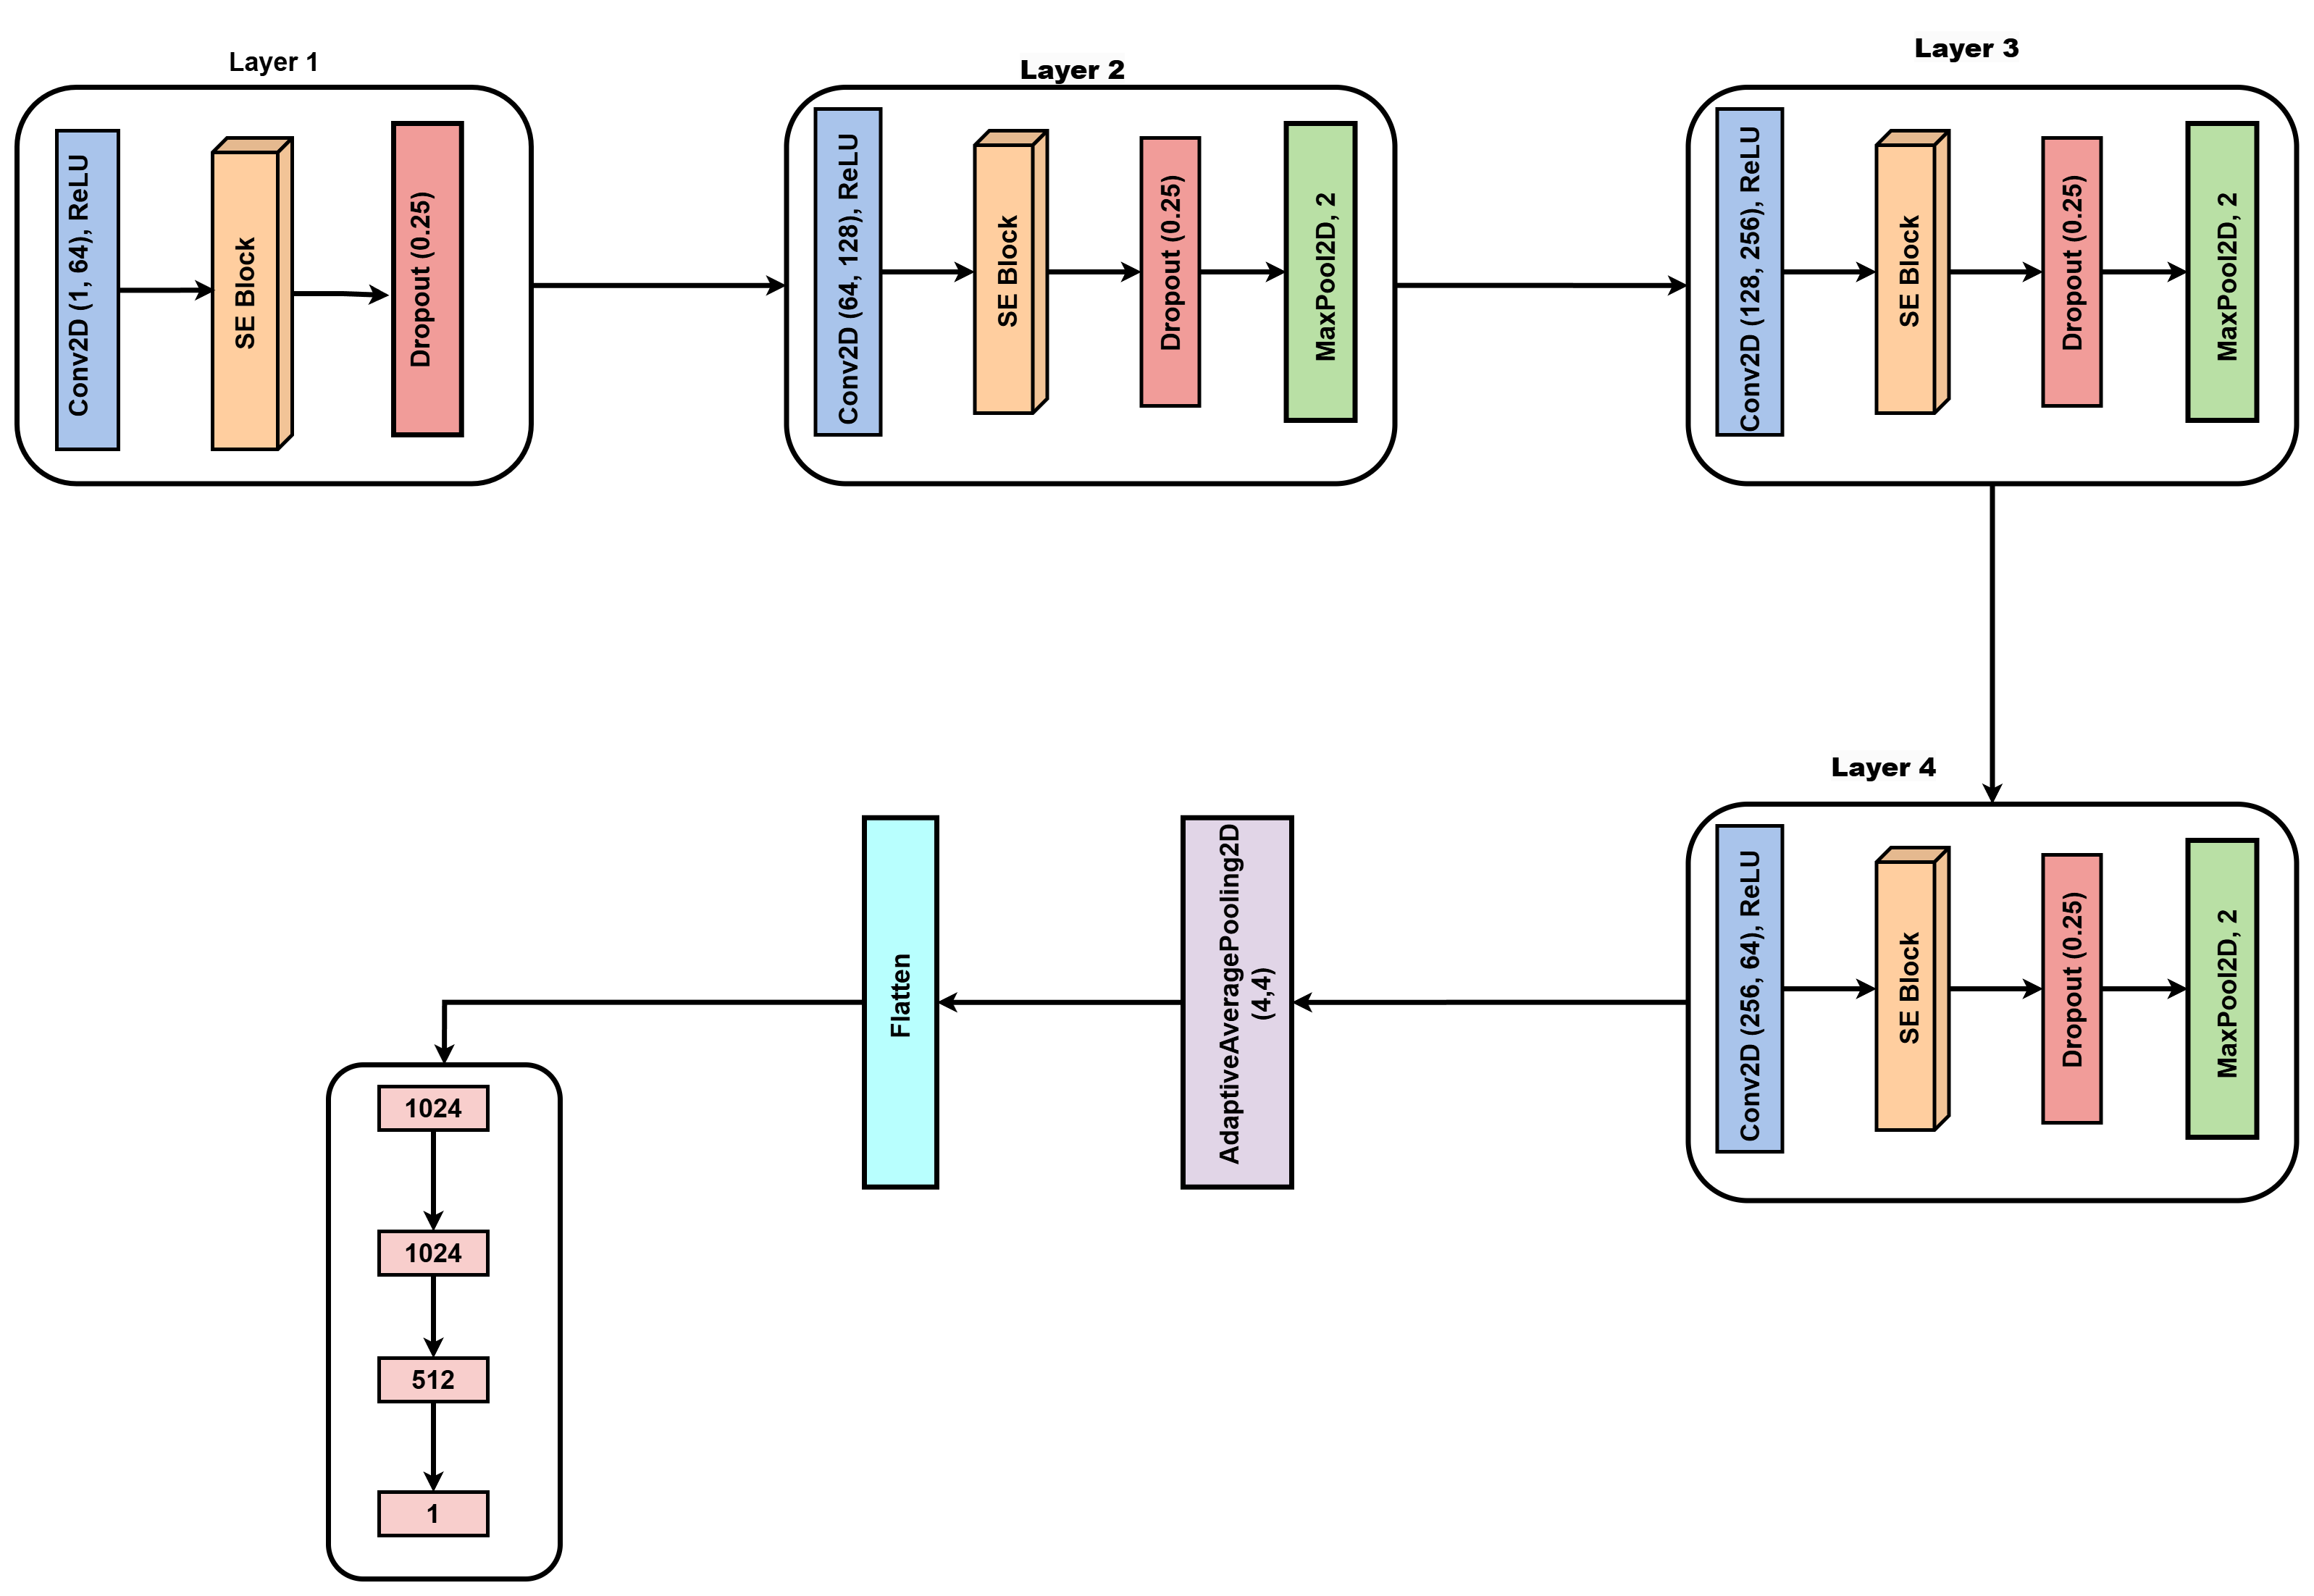 Layer 1
Conv2D (1, 64), ReLU
SE Block
Dropout (0.25)
Layer 2
Conv2D (64, 128), ReLU
SE Block
Dropout (0.25)
MaxPool2D, 2
Layer 3
Conv2D (128, 256), ReLU
SE Block
Dropout (0.25)
MaxPool2D, 2
Layer 4
Conv2D (256, 64), ReLU
SE Block
Dropout (0.25)
MaxPool2D, 2
AdaptiveAveragePooling2D
(4,4)
Flatten
1024
1024
512
1